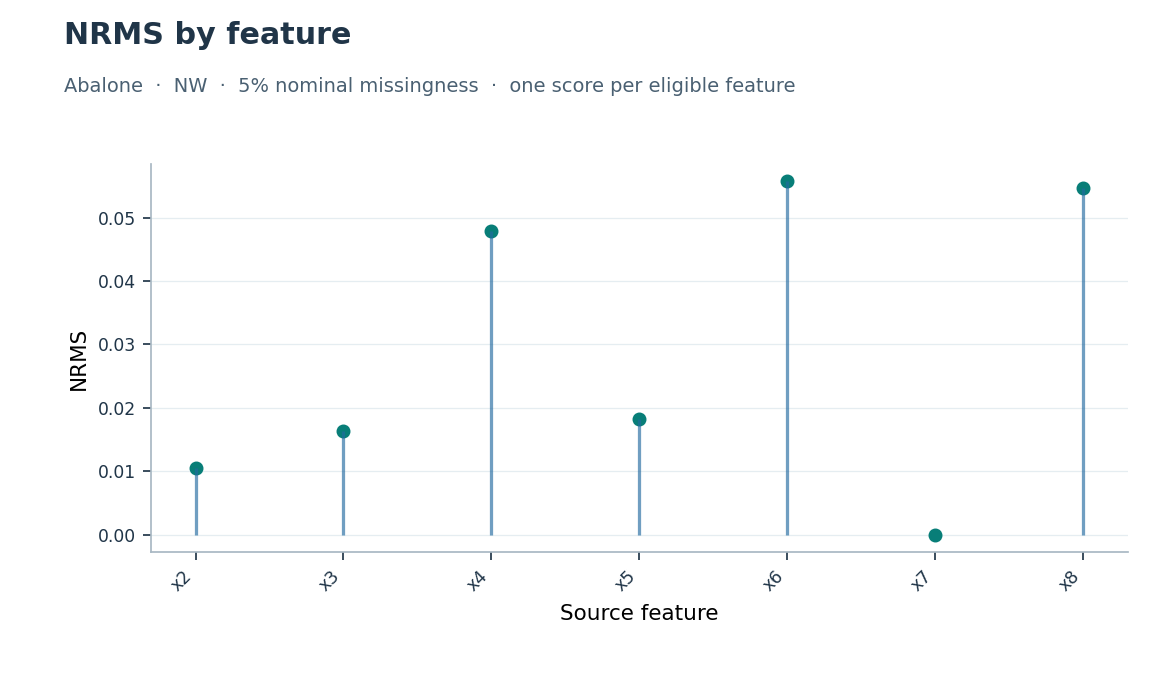 NRMS by feature
Abalone · NW · 5% nominal missingness · one score per eligible feature
NRMS
0.05
0.04
0.03
0.02
0.01
0.00
x2 x3 x4 x5 x6 x7 x8
Source feature